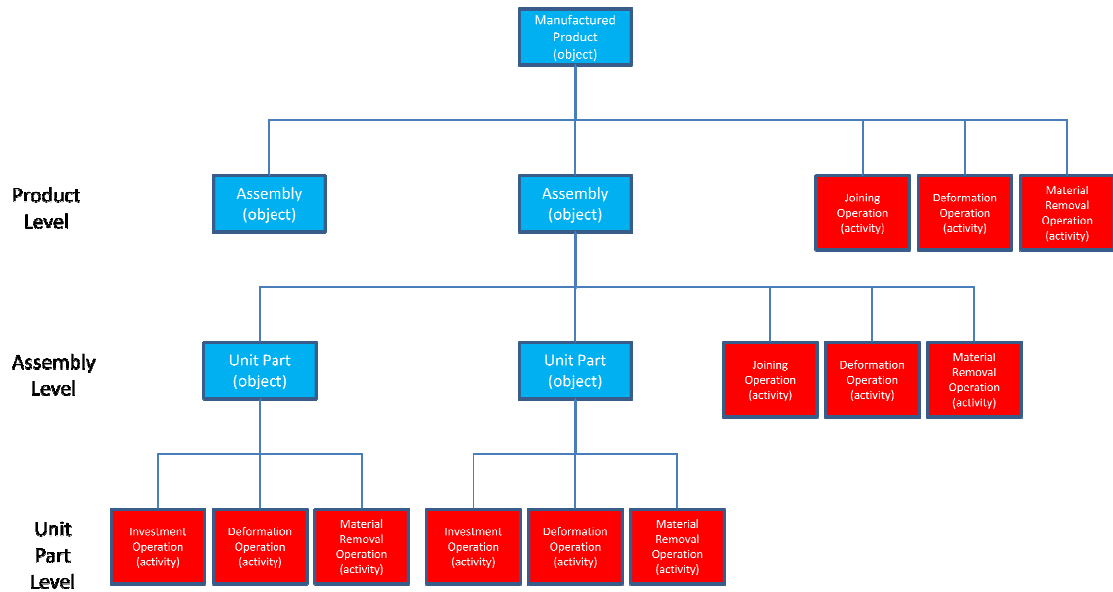 Manufactured
Product
(object)
Product
Level
Assembly
(object)
Assembly
(object)
Joining
Operation
(activity)
Deformation
Operation
(activity)
Material
Removal
Operation
(activity)
Assembly
Level
Unit Part
(object)
Unit Part
(object)
Joining
Operation
(activity)
Deformation
Operation
(activity)
Material
Removal
Operation
(activity)
Unit
Part
Level
Investment
Operation
(activity)
Deformation
Operation
(activity)
Material
Removal
Operation
(activity)
Investment
Operation
(activity)
Deformation
Operation
(activity)
Material
Removal
Operation
(activity)